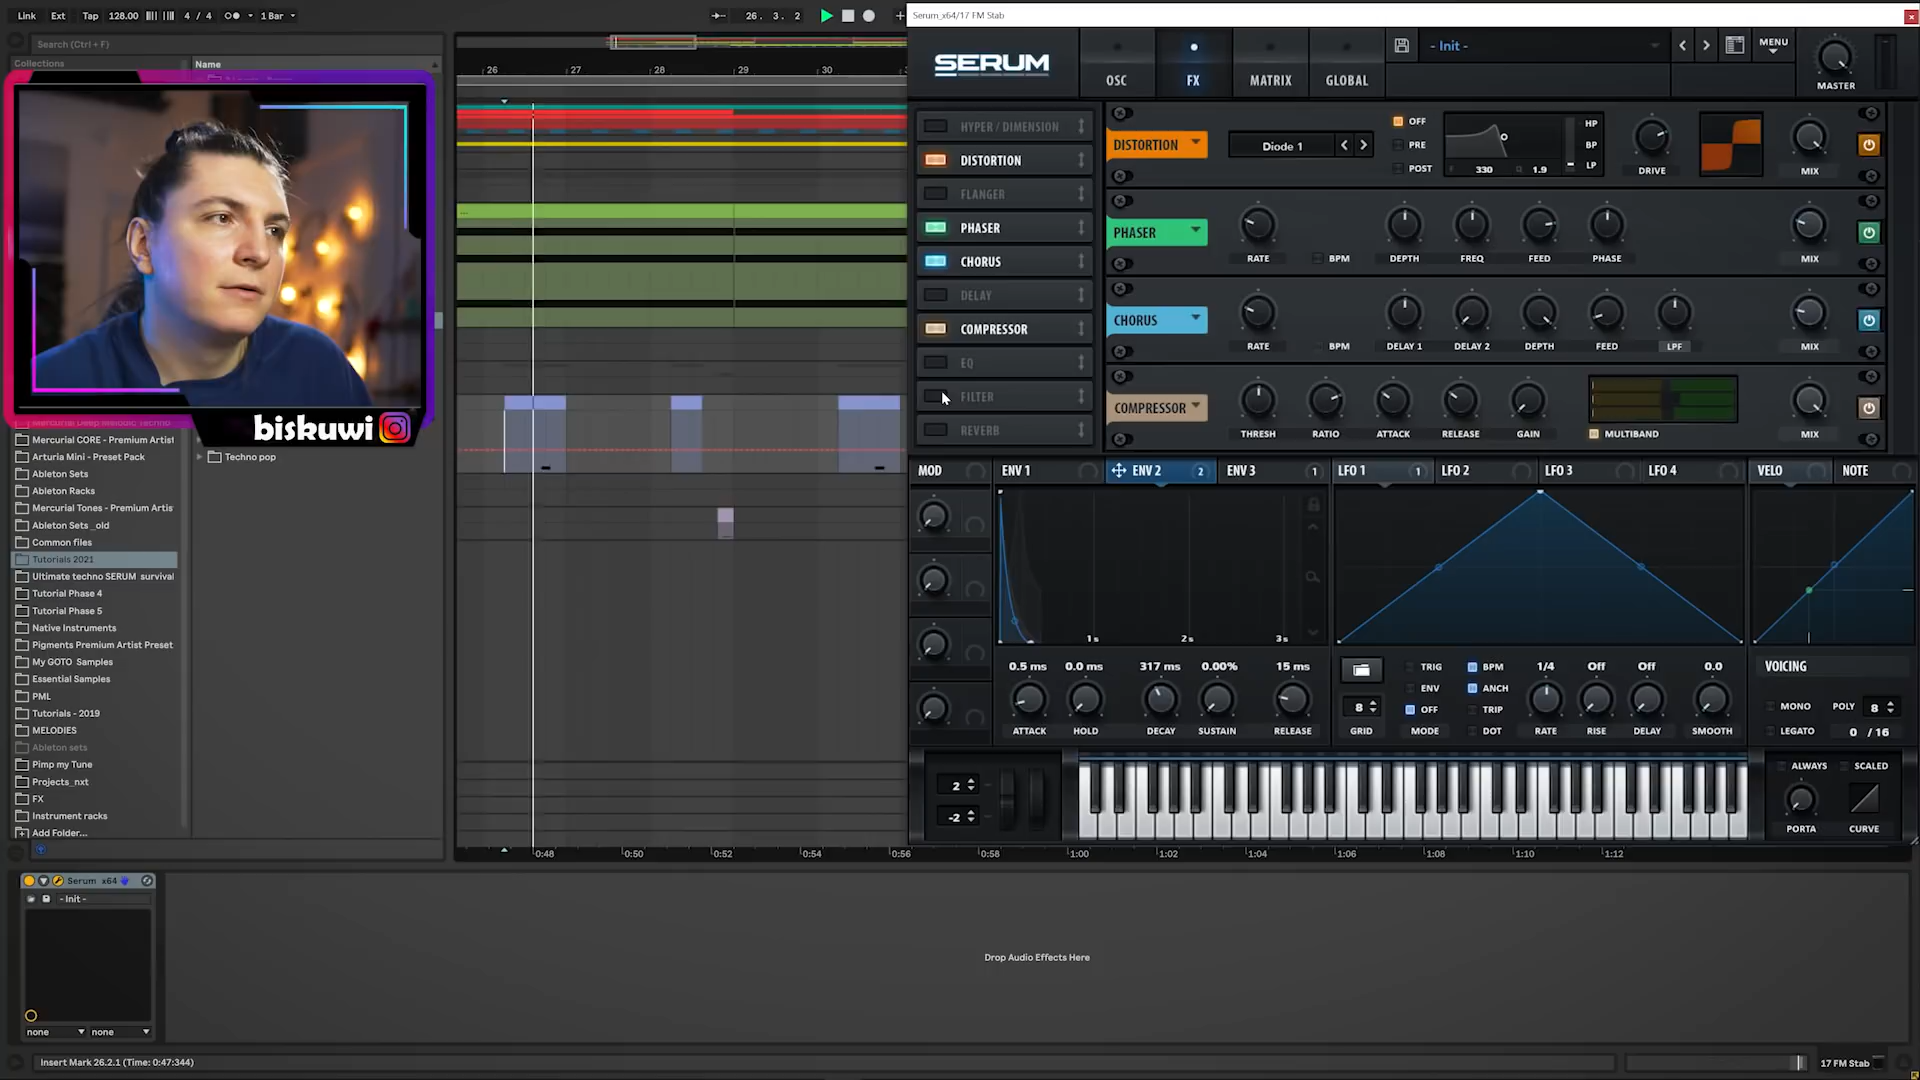 Link Ext Tap 128.00 4 / 4 1 Bar
26 . 3 . 2
Search (Ctrl + F)
Collections
Name
biskuwi
Mercurial CORE - Premium Artist
Arturia Mini - Preset Pack
Ableton Sets
Ableton Racks
Mercurial Tones - Premium Artis
Ableton Sets _old
Common files
Tutorials 2021
Ultimate techno SERUM survival
Tutorial Phase 4
Tutorial Phase 5
Native Instruments
Pigments Premium Artist Preset
My GOTO Samples
Essential Samples
PML
Tutorials - 2019
MELODIES
Ableton sets
Pimp my Tune
Projects_nxt
FX
Instrument racks
Add Folder...
Techno pop
26 27 28 29 30
0:48 0:50 0:52 0:54 0:56 0:58 1:00 1:02 1:04 1:06 1:08 1:10 1:12
Serum_x64/17 FM Stab
SERUM
OSC FX MATRIX GLOBAL
- Init -
MENU
MASTER
HYPER / DIMENSION
DISTORTION
FLANGER
PHASER
CHORUS
DELAY
COMPRESSOR
EQ
FILTER
REVERB
DISTORTION
Diode 1
OFF
PRE
POST
330 Q 1.9
HP
BP
LP
DRIVE
MIX
PHASER
RATE BPM DEPTH FREQ FEED PHASE MIX
CHORUS
RATE BPM DELAY 1 DELAY 2 DEPTH FEED LPF MIX
COMPRESSOR
THRESH RATIO ATTACK RELEASE GAIN MULTIBAND MIX
MOD ENV 1 ENV 2 2 ENV 3 1 LFO 1 1 LFO 2 LFO 3 LFO 4 VELO NOTE
1 s 2 s 3 s
0.5 ms 0.0 ms 317 ms 0.00% 15 ms
ATTACK HOLD DECAY SUSTAIN RELEASE
8
GRID
TRIG
ENV
OFF
MODE
BPM
ANCH
TRIP
DOT
1/4 Off Off 0.0
RATE RISE DELAY SMOOTH
VOICING
MONO POLY 8
LEGATO 0 / 16
2
-2
ALWAYS SCALED
PORTA CURVE
Serum x64
- Init -
none none
Drop Audio Effects Here
Insert Mark 26.2.1 (Time: 0:47:344)
17 FM Stab